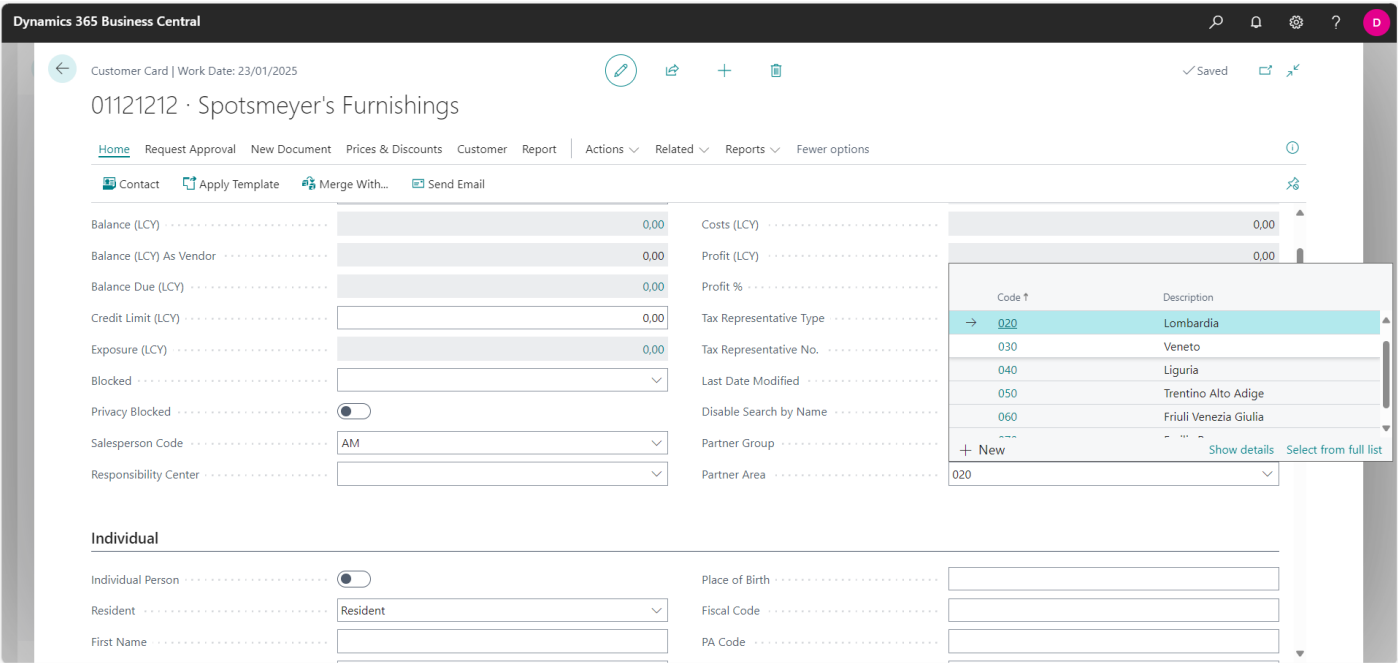 Dynamics 365 Business Central
D
Customer Card | Work Date: 23/01/2025
Saved
01121212 · Spotsmeyer's Furnishings
Home Request Approval New Document Prices & Discounts Customer Report Actions Related Reports Fewer options
Contact Apply Template Merge With... Send Email
Balance (LCY) 0,00
Balance (LCY) As Vendor 0,00
Balance Due (LCY) 0,00
Credit Limit (LCY) 0,00
Exposure (LCY) 0,00
Blocked
Privacy Blocked
Salesperson Code AM
Responsibility Center
Costs (LCY) 0,00
Profit (LCY) 0,00
Profit %
Tax Representative Type
Tax Representative No.
Last Date Modified
Disable Search by Name
Partner Group
Partner Area 020
Code ↑ Description
020 Lombardia
030 Veneto
040 Liguria
050 Trentino Alto Adige
060 Friuli Venezia Giulia
+ New Show details Select from full list
Individual
Individual Person
Resident Resident
First Name
Place of Birth
Fiscal Code
PA Code